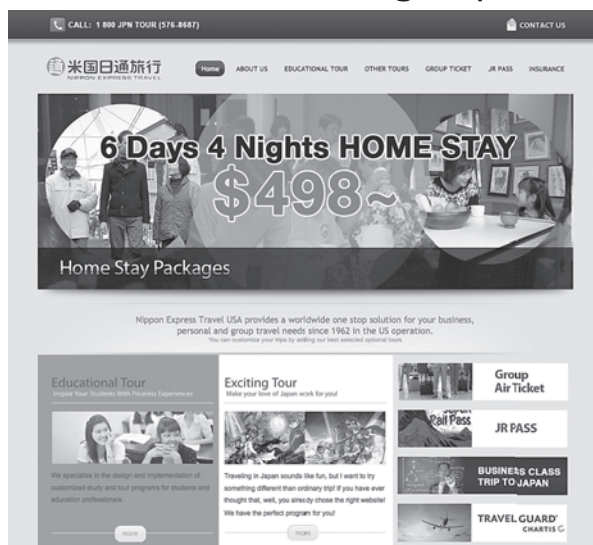 CALL: 1 800 JPN TOUR (576-8687)
CONTACT US
米国日通旅行
NIPPON EXPRESS TRAVEL
Home ABOUT US EDUCATIONAL TOUR OTHER TOURS GROUP TICKET JR PASS INSURANCE
6 Days 4 Nights HOME STAY
$498~
Home Stay Packages
Nippon Express Travel USA provides a worldwide one stop solution for your business,
personal and group travel needs since 1962 in the US operation.
You can customize your trips by adding our best selected optional tours
Educational Tour
Inspire Your Students With Priceless Experiences
We specialize in the design and implementation of
customized study and tour programs for students and
education professionals.
more
Exciting Tour
Make your love of Japan work for you!
Traveling in Japan sounds like fun, but I want to try
something different than ordinary trip! If you have ever
thought that, well, you already chose the right website!
We have the perfect program for you!
more
Group
Air Ticket
Rail Pass
JR PASS
BUSINESS CLASS
TRIP TO JAPAN
TRAVEL GUARD
CHARTIS